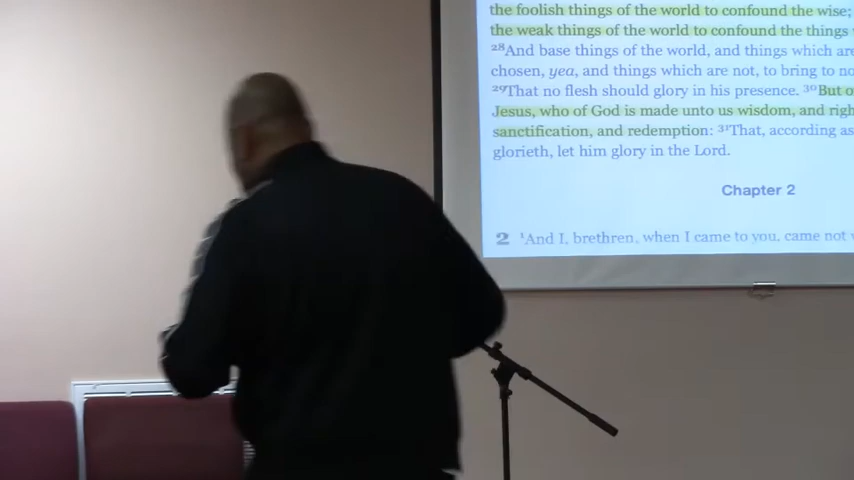 the foolish things of the world to confound the wise;
the weak things of the world to confound the things
²⁸And base things of the world, and things which are
chosen, yea, and things which are not, to bring to
²⁹That no flesh should glory in his presence. ³⁰But
Jesus, who of God is made unto us wisdom, and
sanctification, and redemption: ³¹That, according as
glorieth, let him glory in the Lord.
Chapter 2
2 ¹And I, brethren, when I came to you, came not